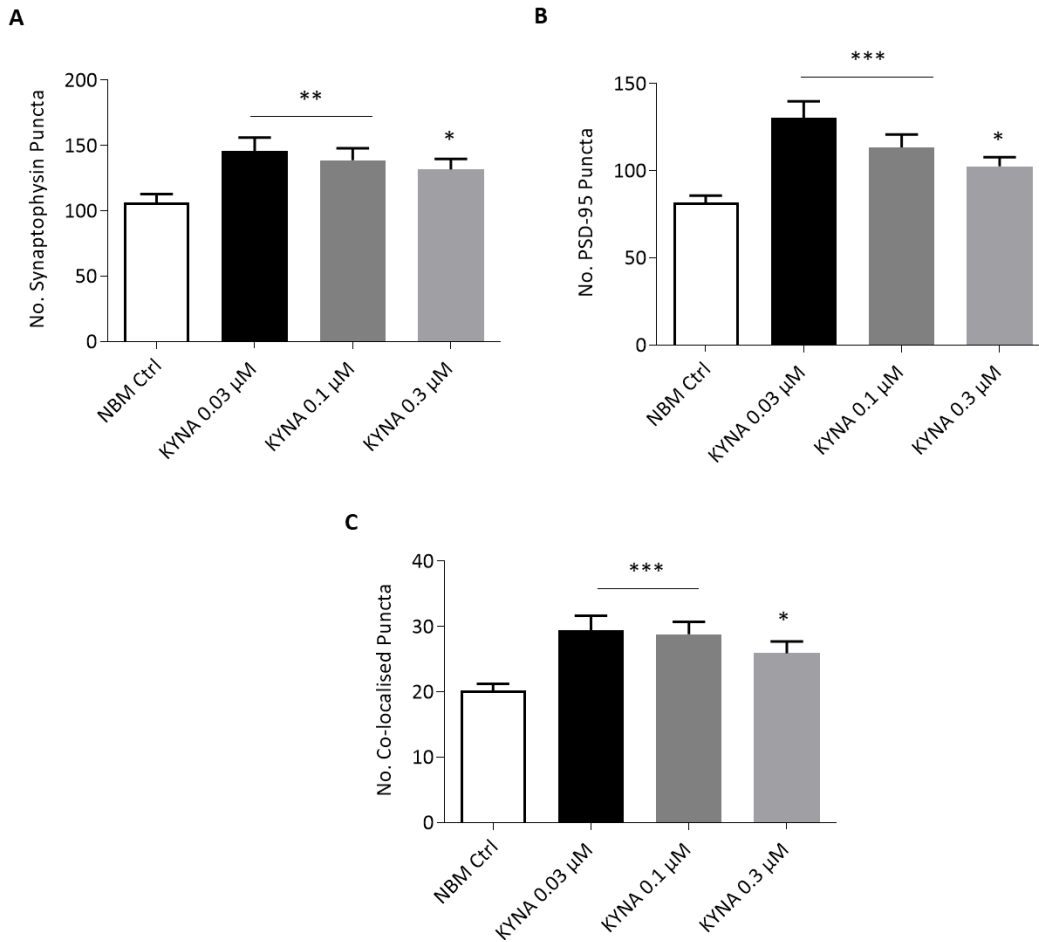 A
No. Synaptophysin Puncta
200
150
100
50
0
**
*
NBM Ctrl
KYNA 0.03 µM
KYNA 0.1 µM
KYNA 0.3 µM
B
No. PSD-95 Puncta
150
100
50
0
***
*
NBM Ctrl
KYNA 0.03 µM
KYNA 0.1 µM
KYNA 0.3 µM
C
No. Co-localised Puncta
40
30
20
10
0
***
*
NBM Ctrl
KYNA 0.03 µM
KYNA 0.1 µM
KYNA 0.3 µM